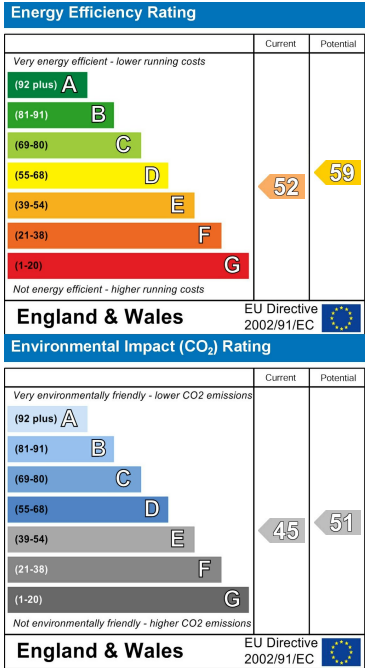 Energy Efficiency Rating
Current Potential
Very energy efficient - lower running costs
(92 plus) A
(81-91) B
(69-80) C
(55-68) D
(39-54) E
(21-38) F
(1-20) G
52
59
Not energy efficient - higher running costs
England & Wales
EU Directive
2002/91/EC
Environmental Impact (CO₂) Rating
Current Potential
Very environmentally friendly - lower CO2 emissions
(92 plus) A
(81-91) B
(69-80) C
(55-68) D
(39-54) E
(21-38) F
(1-20) G
45
51
Not environmentally friendly - higher CO2 emissions
England & Wales
EU Directive
2002/91/EC